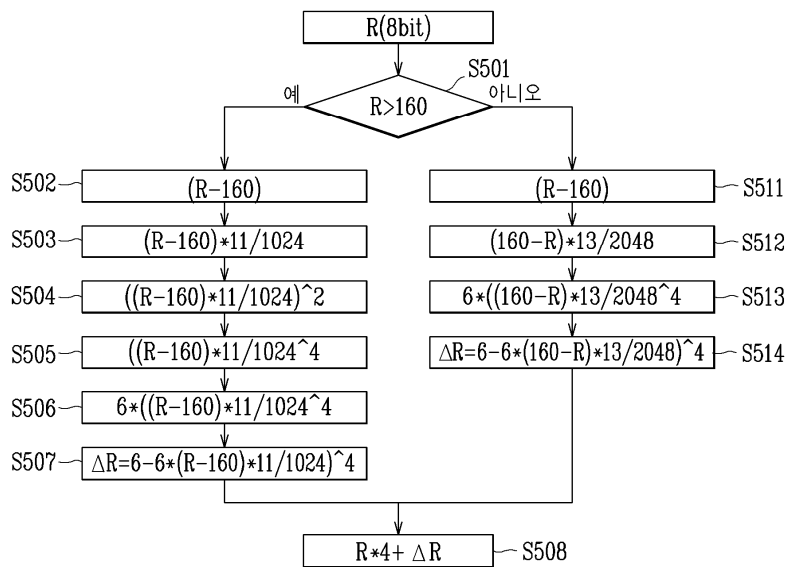 R(8bit)
S501
예
R>160
아니오
S502
(R-160)
(R-160)
S511
S503
(R-160)*11/1024
(160-R)*13/2048
S512
S504
((R-160)*11/1024)^2
6*((160-R)*13/2048^4
S513
S505
((R-160)*11/1024^4
ΔR=6-6*(160-R)*13/2048)^4
S514
S506
6*((R-160)*11/1024^4
S507
ΔR=6-6*(R-160)*11/1024)^4
R*4+ ΔR
S508